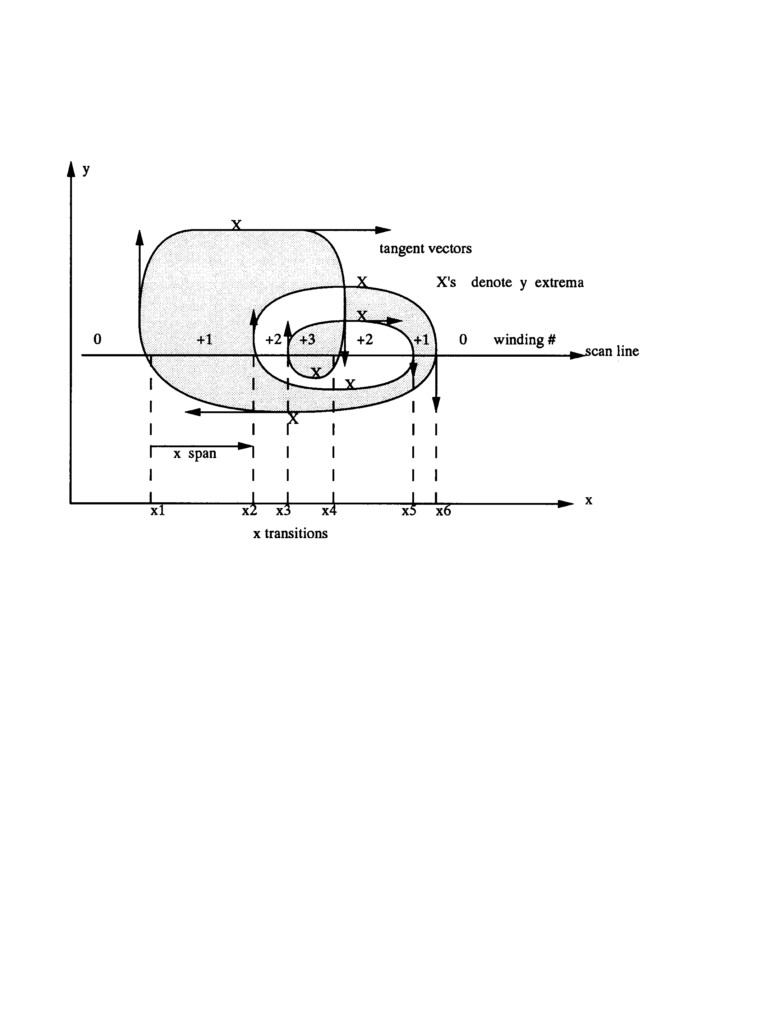 y
X
tangent vectors
X
X's denote y extrema
X
0 +1 +2 +3 +2 +1 0 winding #
scan line
X
X
X
x span
x
x1 x2 x3 x4 x5 x6
x transitions